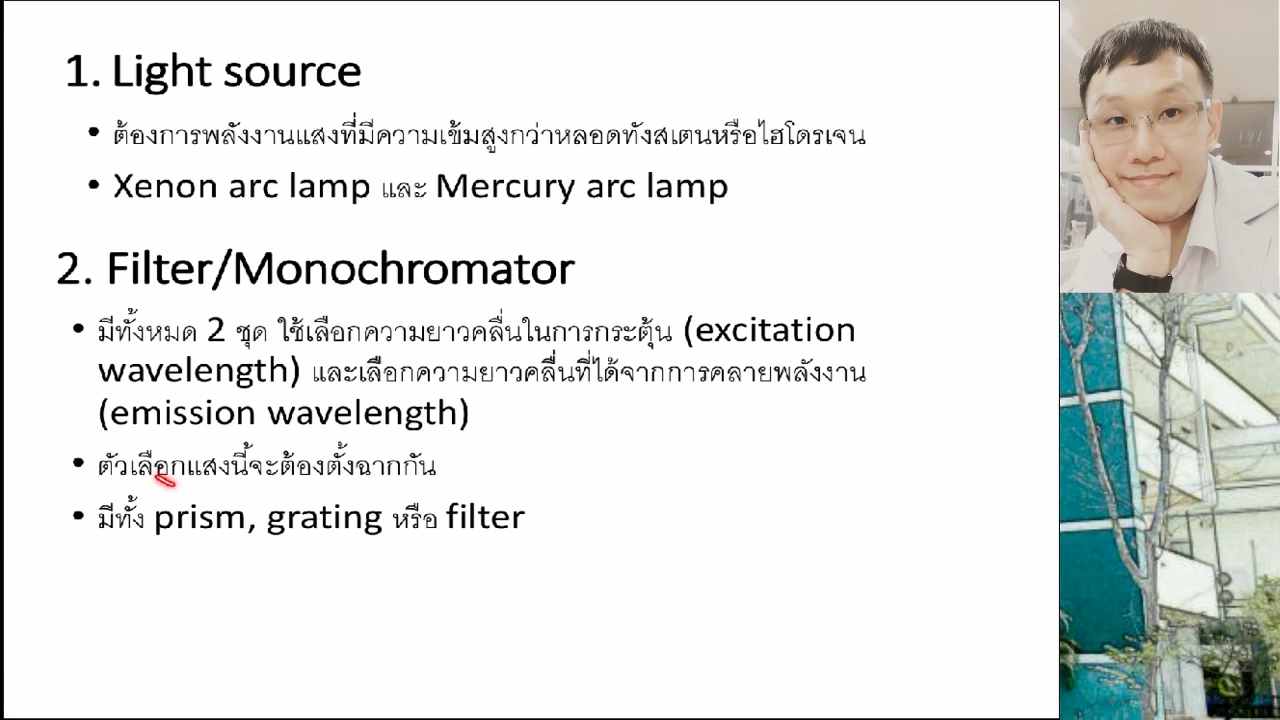 1. Light source
• ต้องการพลังงานแสงที่มีความเข้มสูงกว่าหลอดทังสเตนหรือไฮโดรเจน
• Xenon arc lamp และ Mercury arc lamp
2. Filter/Monochromator
• มีทั้งหมด 2 ชุด ใช้เลือกความยาวคลื่นในการกระตุ้น (excitation
wavelength) และเลือกความยาวคลื่นที่ได้จากการคลายพลังงาน
(emission wavelength)
• ตัวเลือกแสงนี้จะต้องตั้งฉากกัน
• มีทั้ง prism, grating หรือ filter